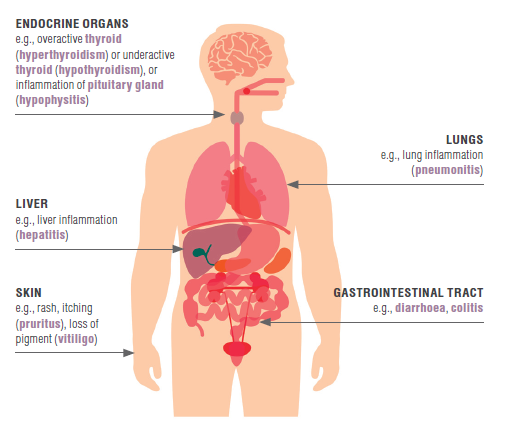 ENDOCRINE ORGANS
e.g., overactive thyroid
(hyperthyroidism) or underactive
thyroid (hypothyroidism), or
inflammation of pituitary gland
(hypophysitis)
LUNGS
e.g., lung inflammation
(pneumonitis)
LIVER
e.g., liver inflammation
(hepatitis)
SKIN
e.g., rash, itching
(pruritus), loss of
pigment (vitiligo)
GASTROINTESTINAL TRACT
e.g., diarrhoea, colitis